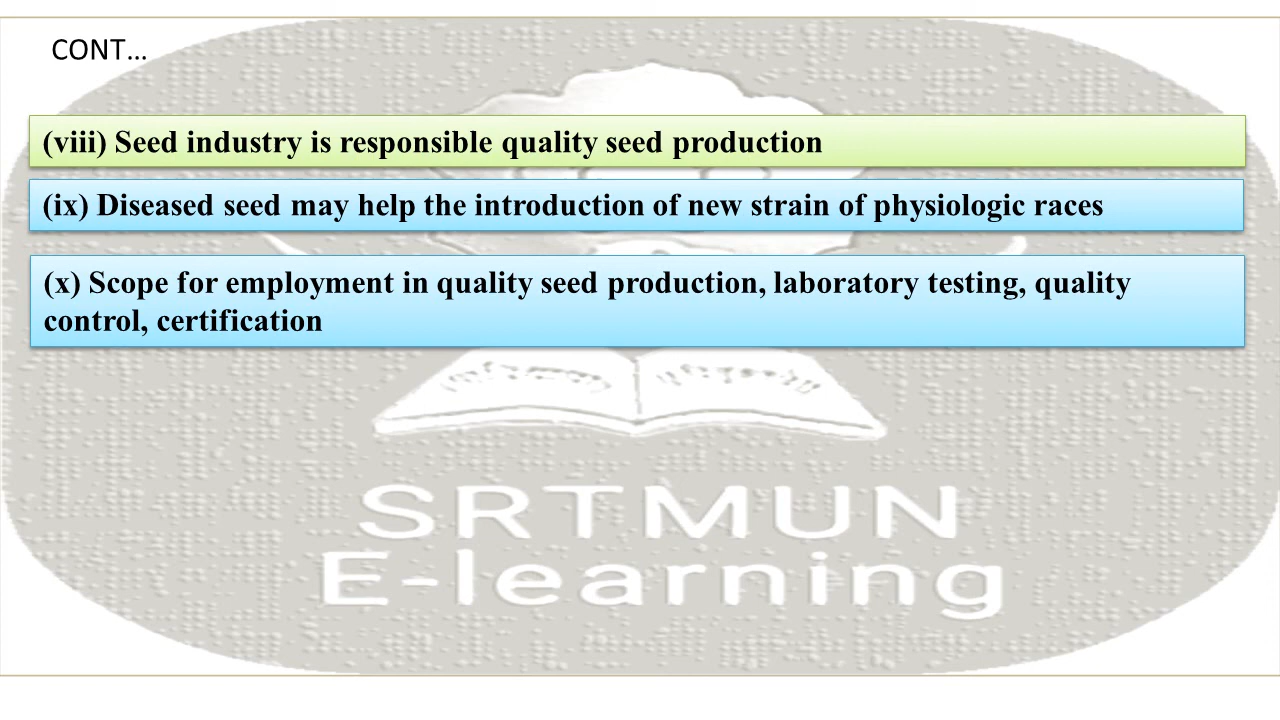 CONT…
(viii) Seed industry is responsible quality seed production
(ix) Diseased seed may help the introduction of new strain of physiologic races
(x) Scope for employment in quality seed production, laboratory testing, quality
control, certification
SRTMUN
E-learning